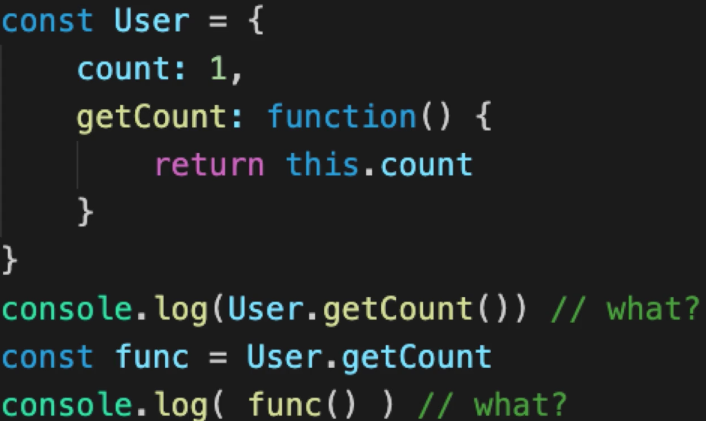 const User = {
    count: 1,
    getCount: function() {
        return this.count
    }
}
console.log(User.getCount()) // what?
const func = User.getCount
console.log( func() ) // what?